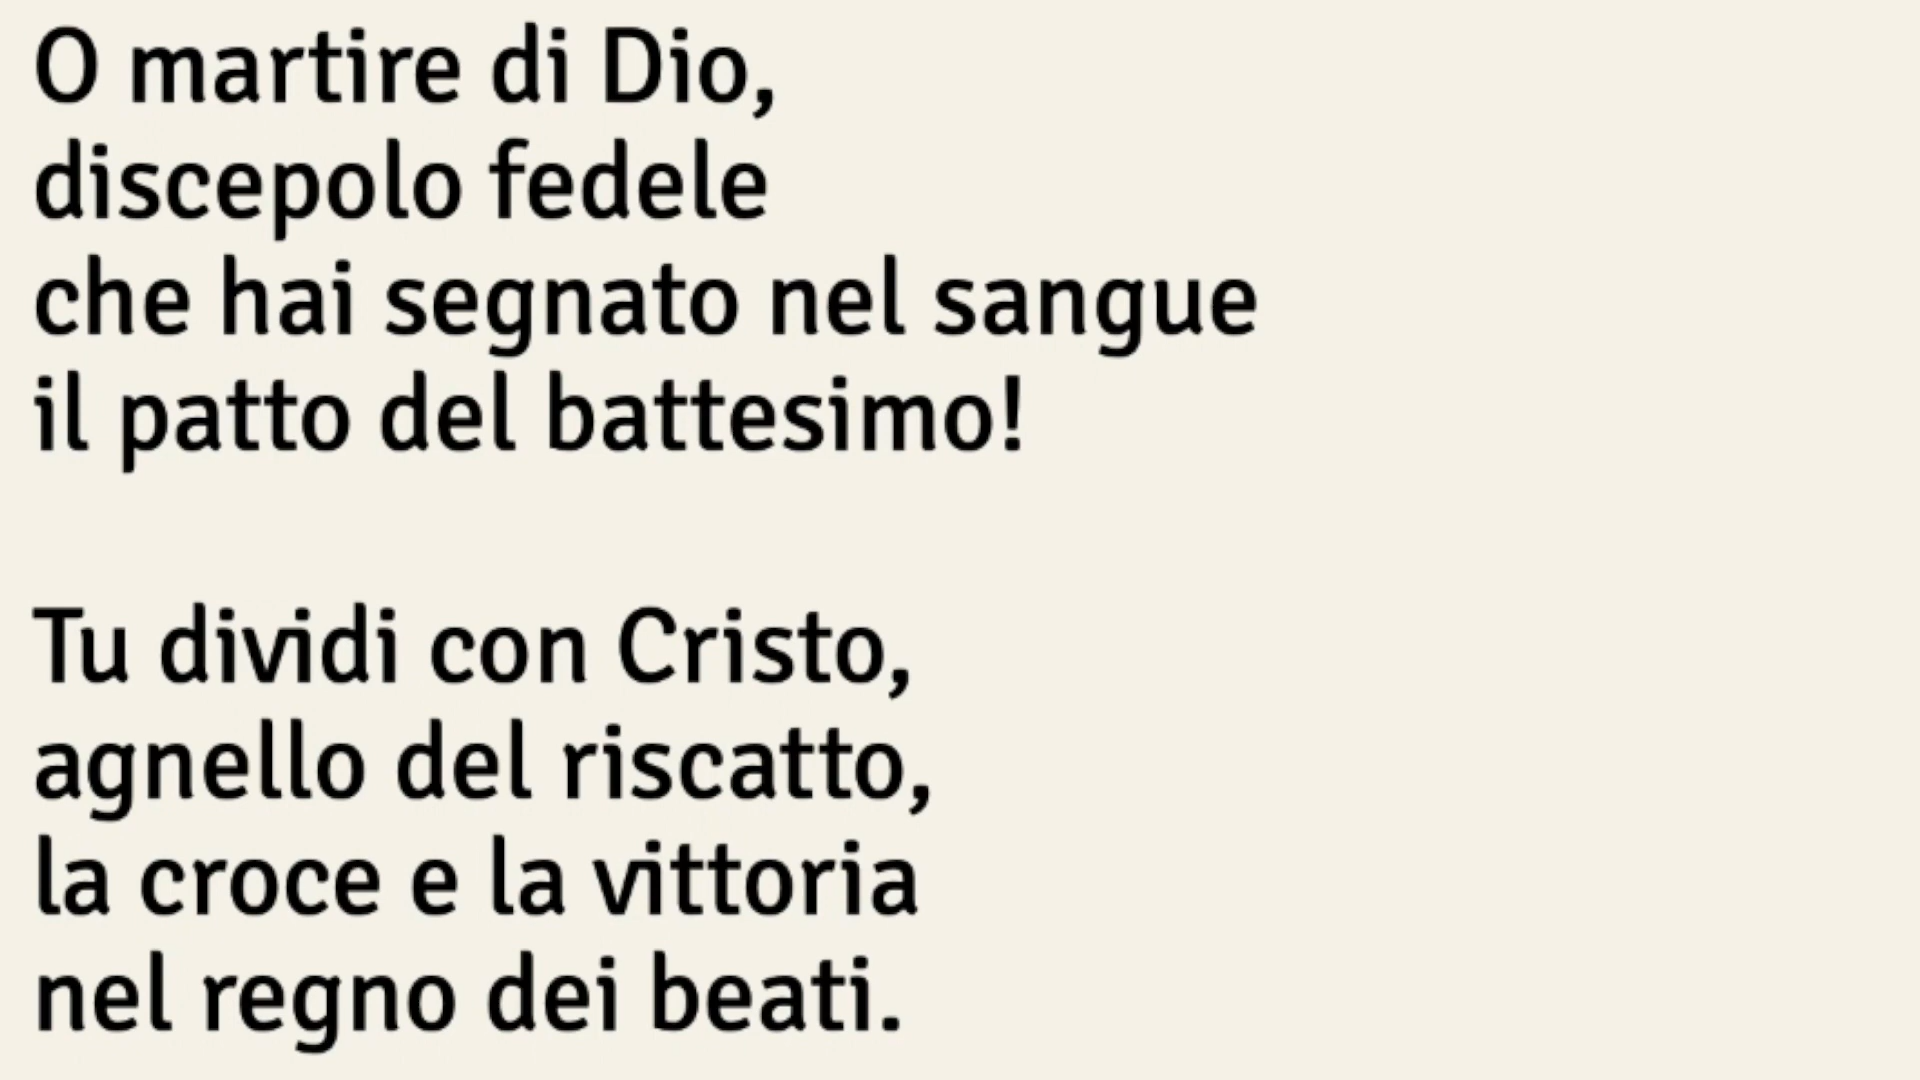 O martire di Dio,
discepolo fedele
che hai segnato nel sangue
il patto del battesimo!

Tu dividi con Cristo,
agnello del riscatto,
la croce e la vittoria
nel regno dei beati.